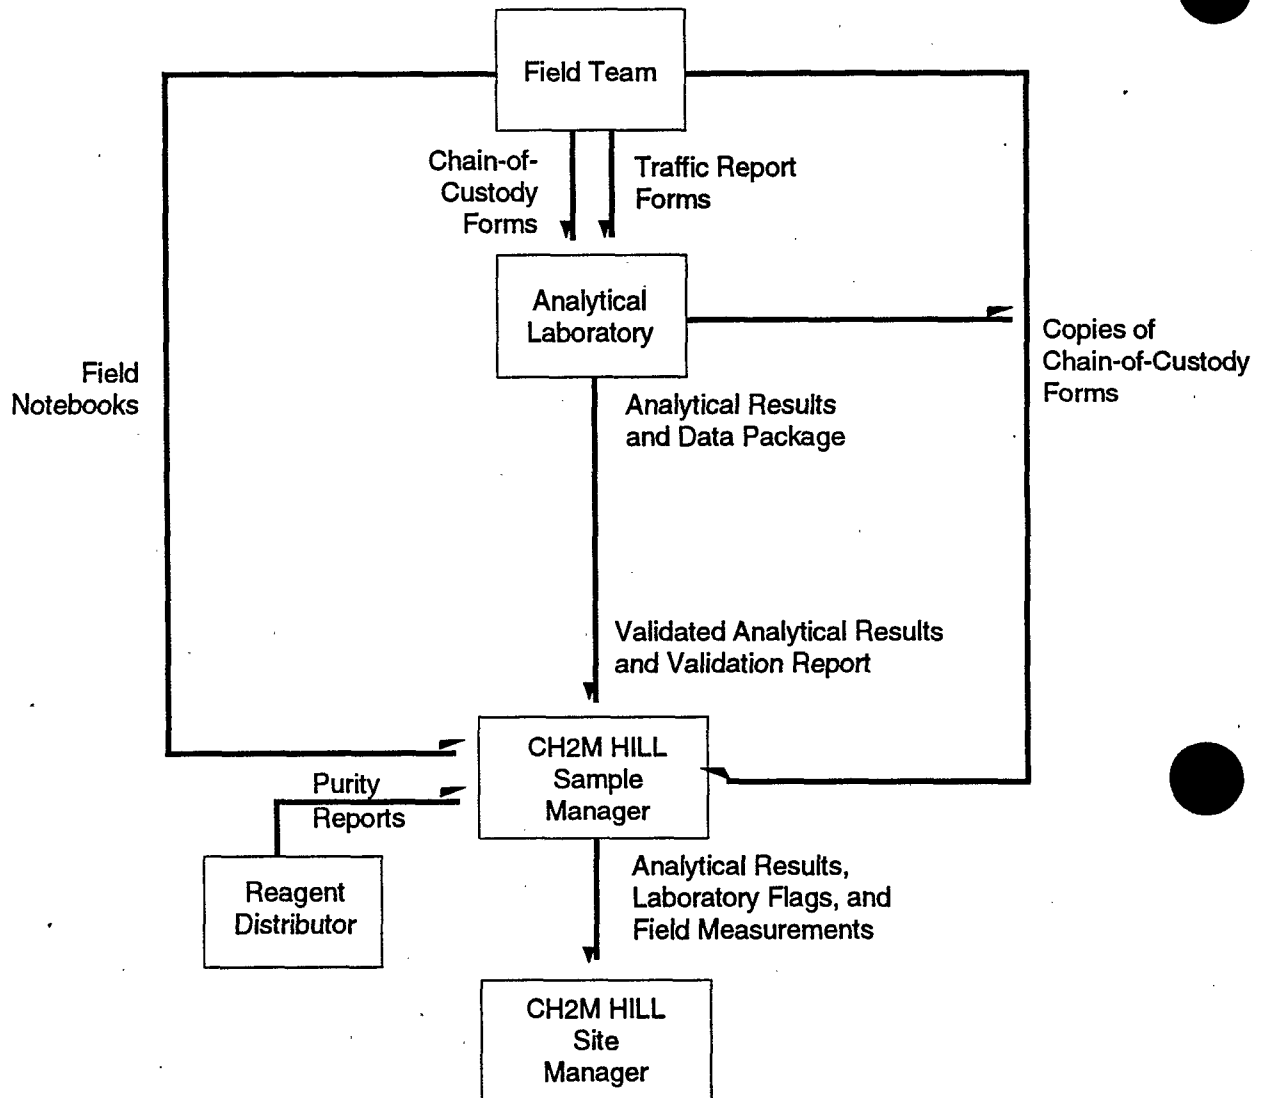 Field Team
Chain-of-
Custody
Forms
Traffic Report
Forms
Analytical
Laboratory
Copies of
Chain-of-Custody
Forms
Field
Notebooks
Analytical Results
and Data Package
Validated Analytical Results
and Validation Report
CH2M HILL
Sample
Manager
Purity
Reports
Reagent
Distributor
Analytical Results,
Laboratory Flags, and
Field Measurements
CH2M HILL
Site
Manager